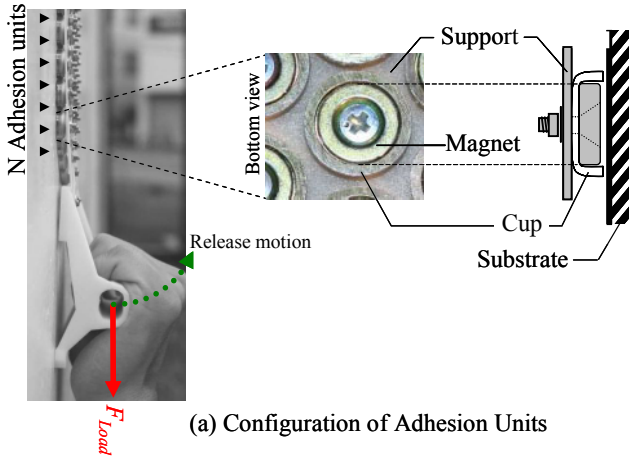 N Adhesion units
Bottom view
Support
Magnet
Cup
Substrate
Release motion
F_Load
(a) Configuration of Adhesion Units